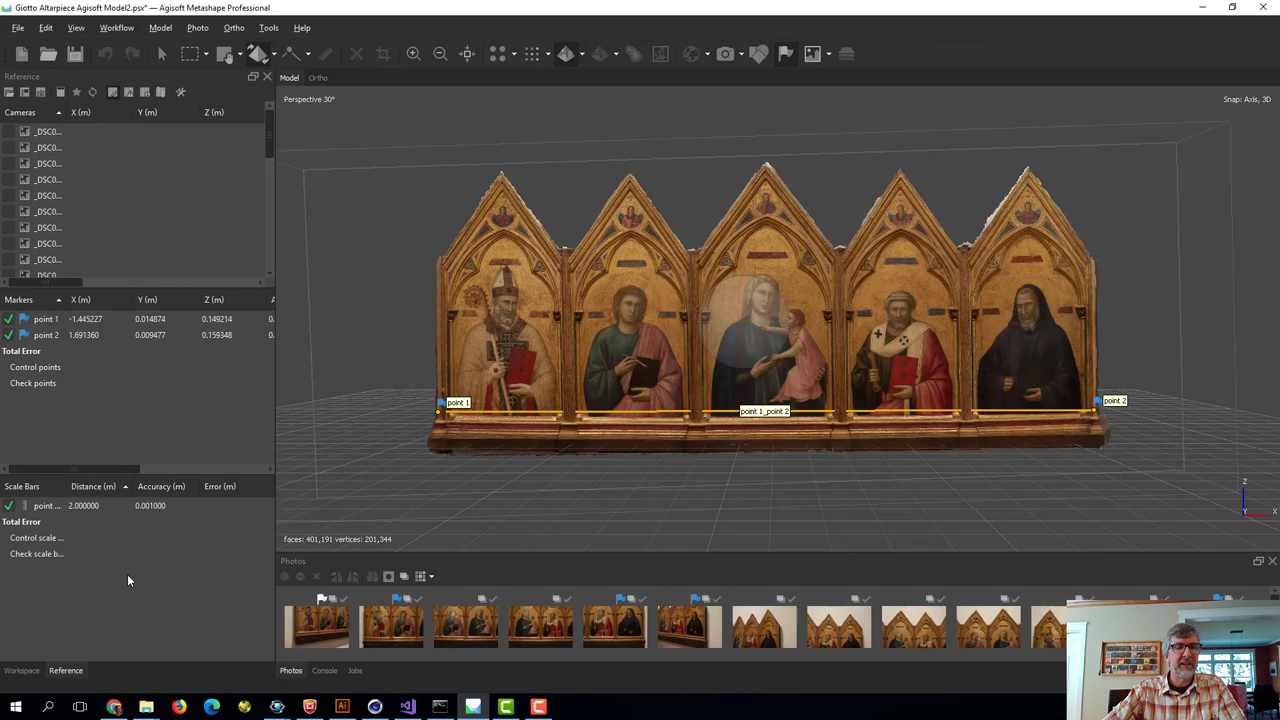 Giotto Altarpiece Agisoft Model2.psx* — Agisoft Metashape Professional
File Edit View Workflow Model Photo Ortho Tools Help
Reference
Model Ortho
Cameras X (m) Y (m) Z (m)
Perspective 30°
Snap: Axis, 3D
_DSC0...
_DSC0...
_DSC0...
_DSC0...
_DSC0...
_DSC0...
_DSC0...
_DSC0...
_DSC0...
_DSC0...
Markers X (m) Y (m) Z (m) A
point 1 -1.445227 0.014874 0.149214 0.
point 2 1.691360 0.009477 0.159348 0.
Total Error
Control points
Check points
point 1
point 1_point 2
point 2
Scale Bars Distance (m) Accuracy (m) Error (m)
point ... 2.000000 0.001000
Total Error
Control scale ...
Check scale b...
Z
Y X
faces: 401,191 vertices: 201,344
Photos
Workspace Reference
Photos Console Jobs